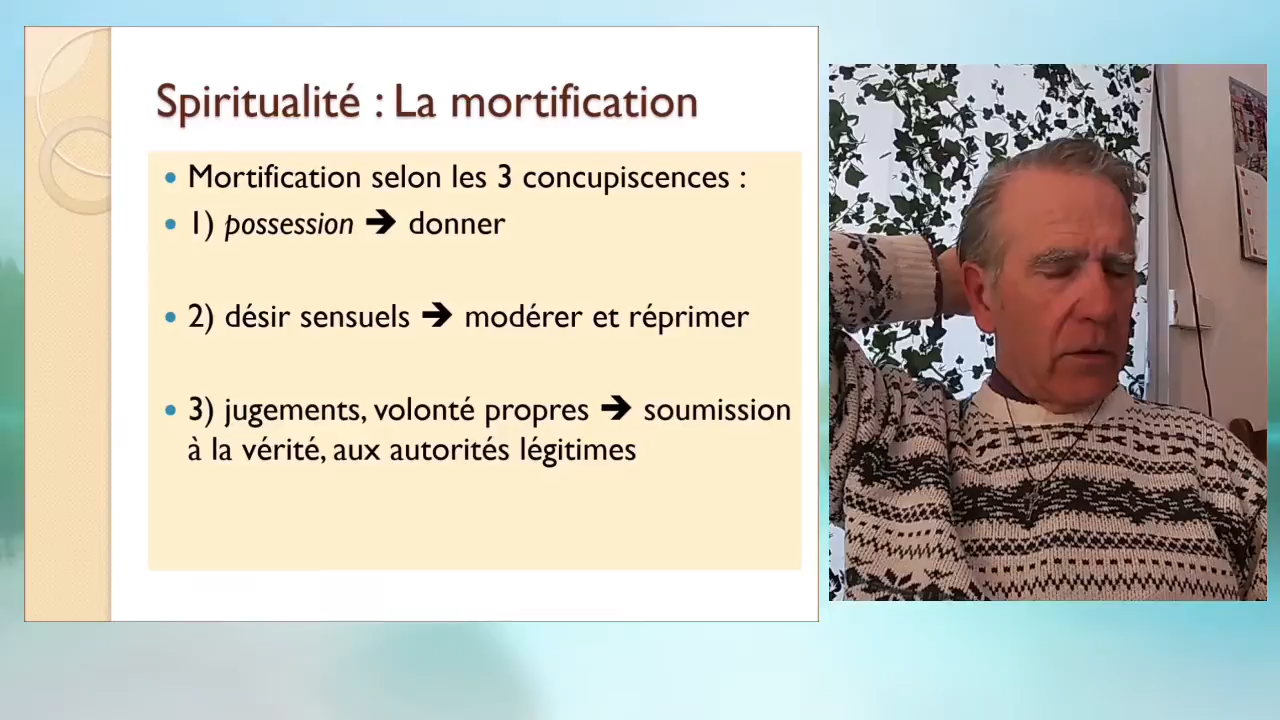 Spiritualité : La mortification
• Mortification selon les 3 concupiscences :
• 1) possession ➔ donner
• 2) désir sensuels ➔ modérer et réprimer
• 3) jugements, volonté propres ➔ soumission
à la vérité, aux autorités légitimes